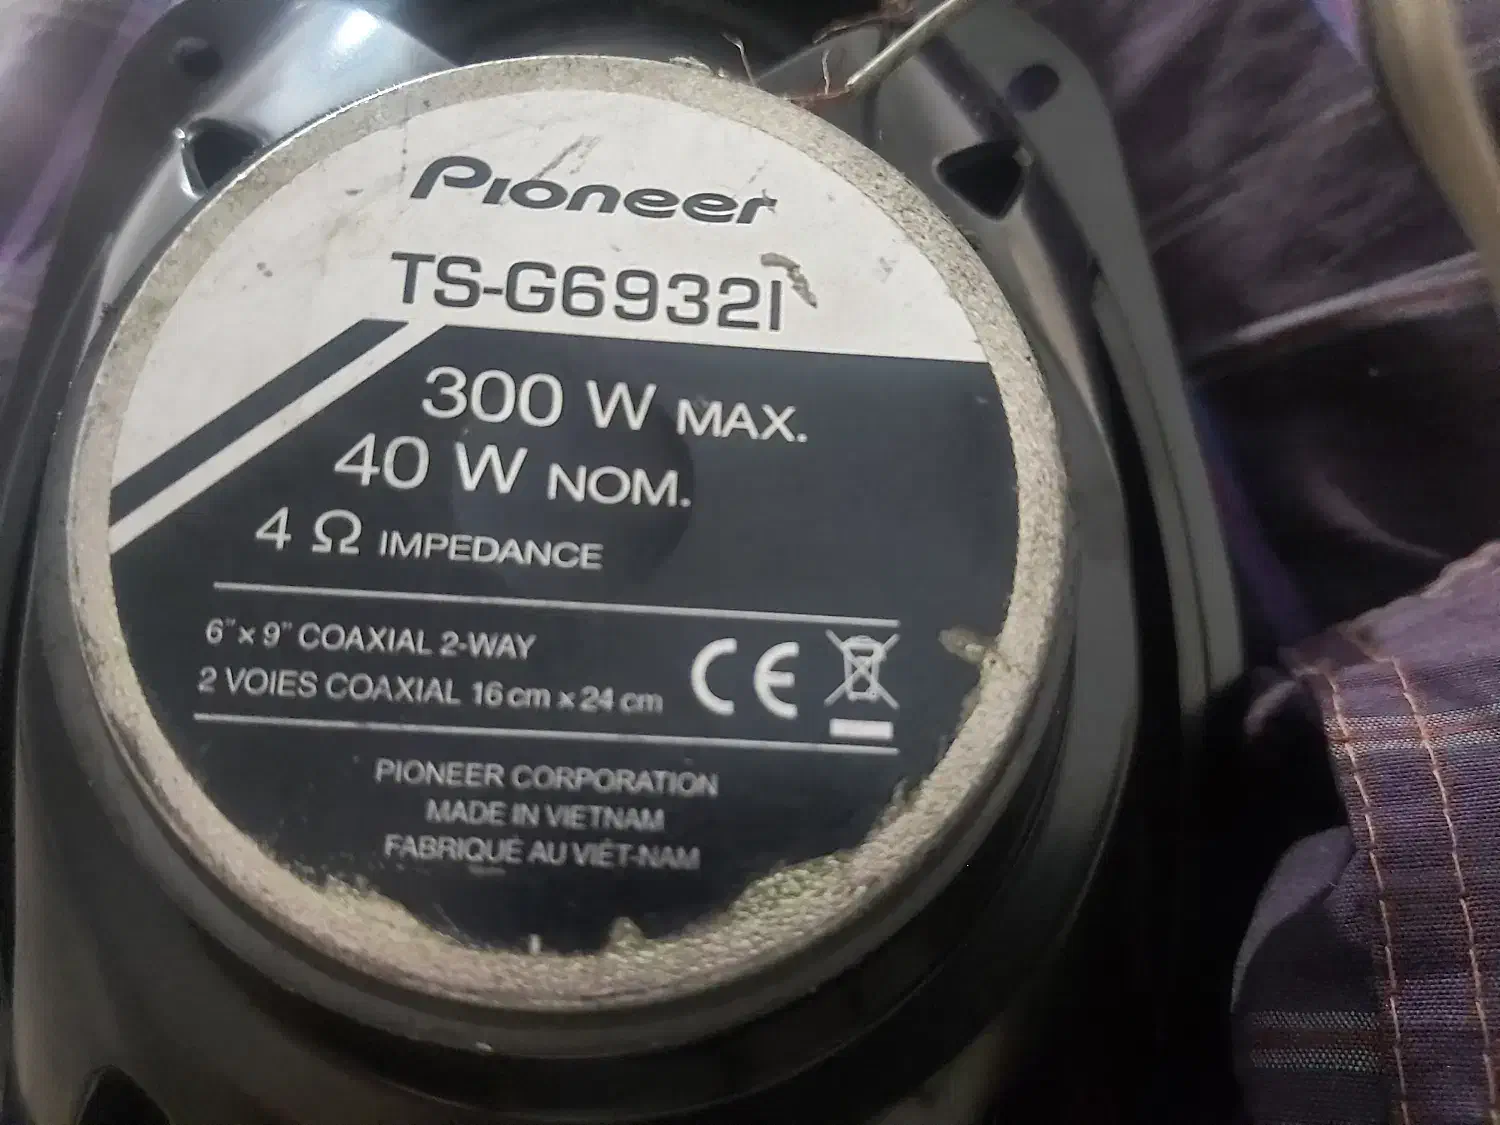 Pioneer
TS-G6932I
300 W MAX.
40 W NOM.
4 Ω IMPEDANCE
6" x 9" COAXIAL 2-WAY
2 VOIES COAXIAL 16 cm x 24 cm
CE
PIONEER CORPORATION
MADE IN VIETNAM
FABRIQUÉ AU VIÊT-NAM